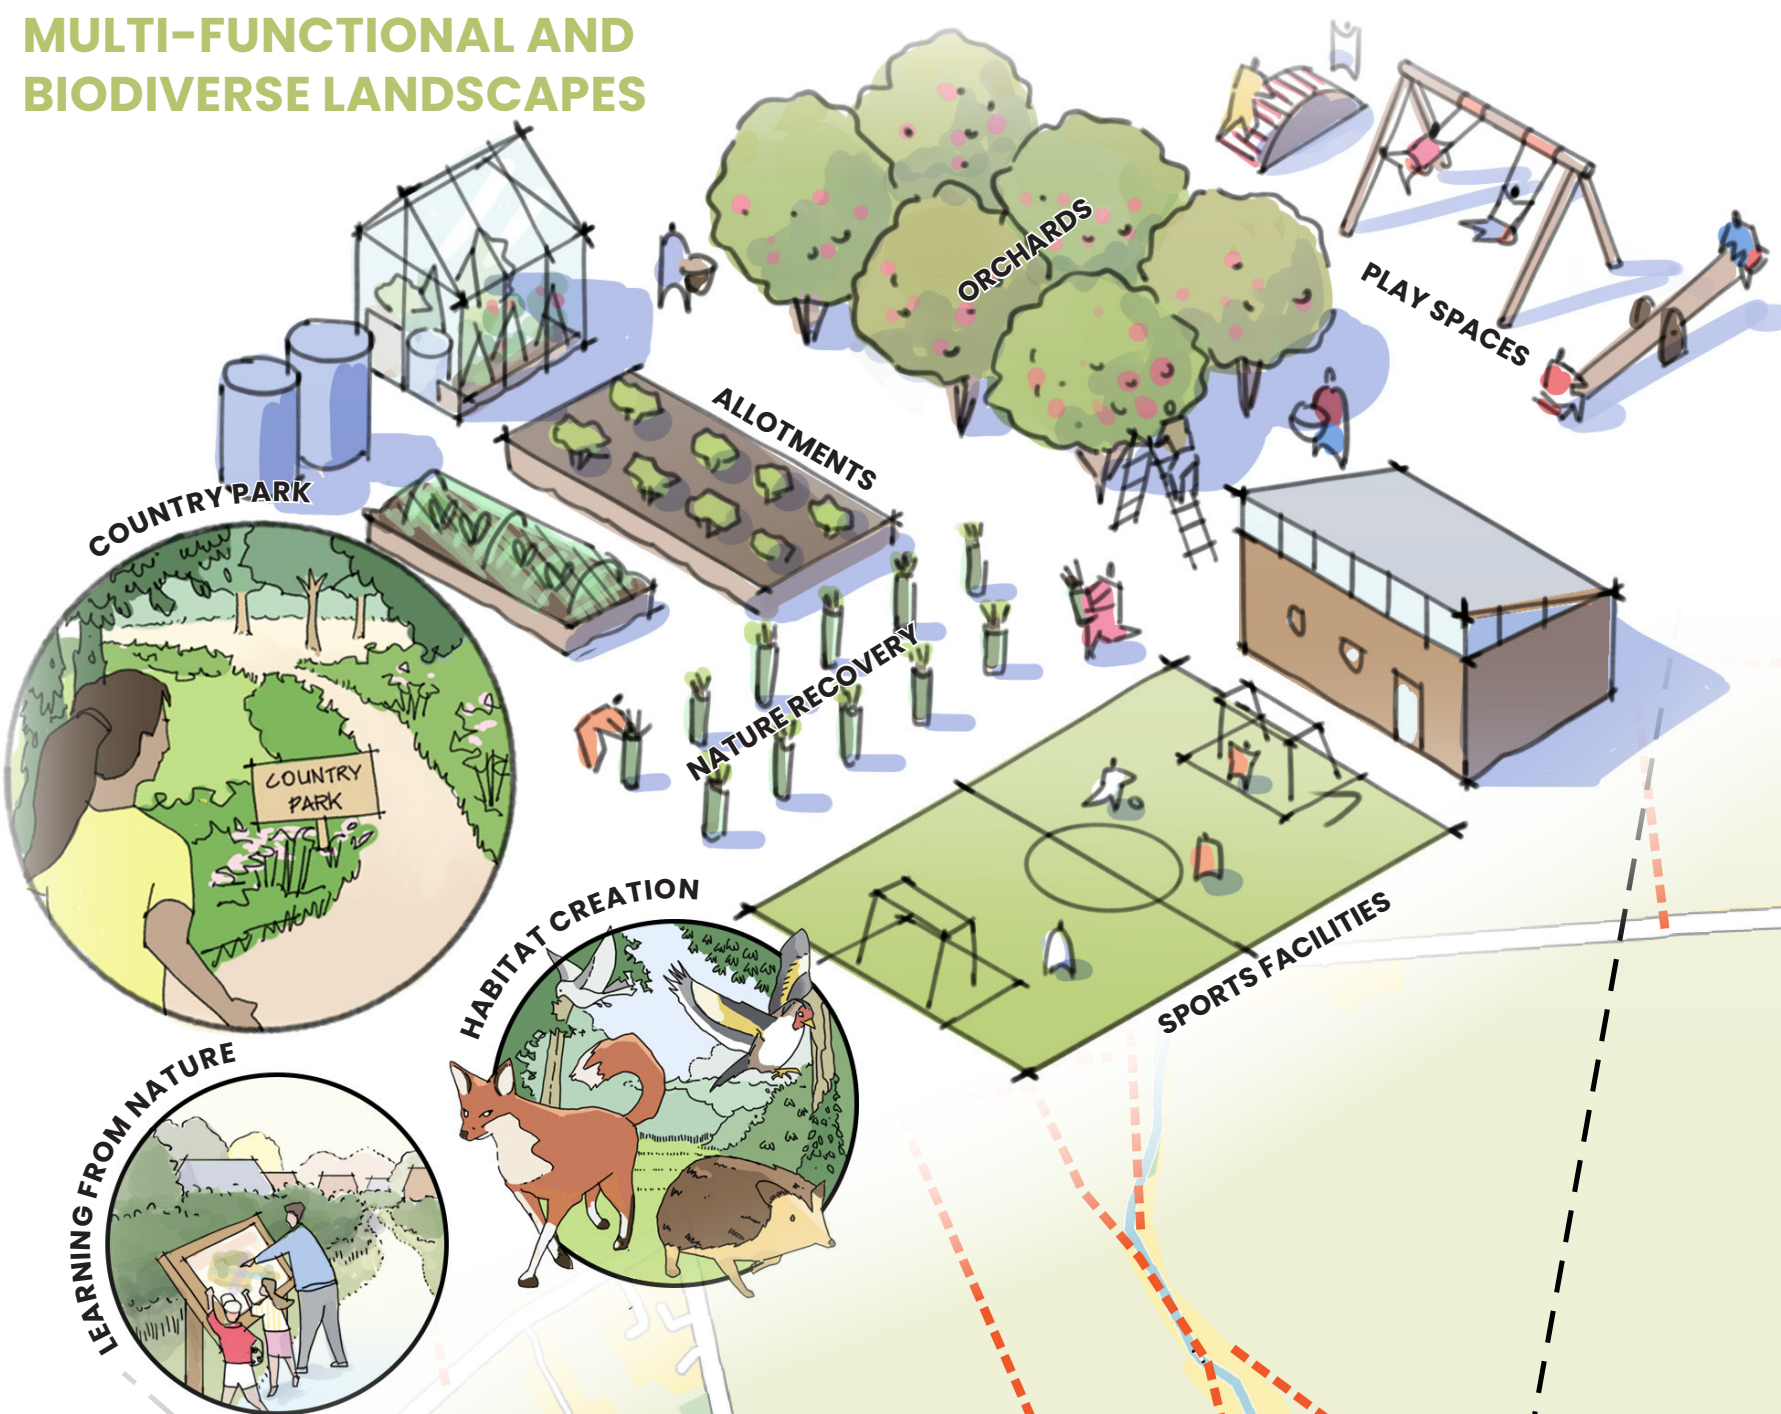 MULTI-FUNCTIONAL AND
BIODIVERSE LANDSCAPES
ORCHARDS
PLAY SPACES
ALLOTMENTS
COUNTRY PARK
NATURE RECOVERY
COUNTRY
PARK
HABITAT CREATION
SPORTS FACILITIES
LEARNING FROM NATURE